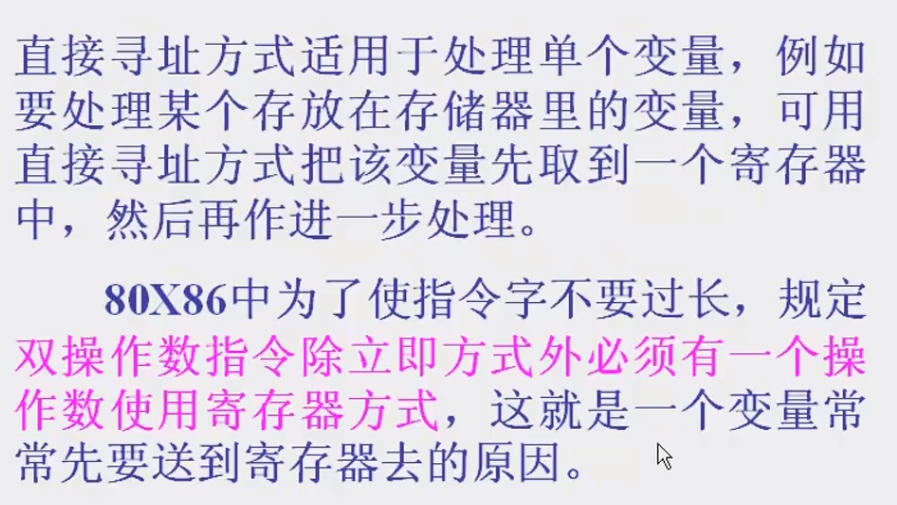 直接寻址方式适用于处理单个变量，例如
要处理某个存放在存储器里的变量，可用
直接寻址方式把该变量先取到一个寄存器
中，然后再作进一步处理。
80X86中为了使指令字不要过长，规定
双操作数指令除立即方式外必须有一个操
作数使用寄存器方式，这就是一个变量常
常先要送到寄存器去的原因。